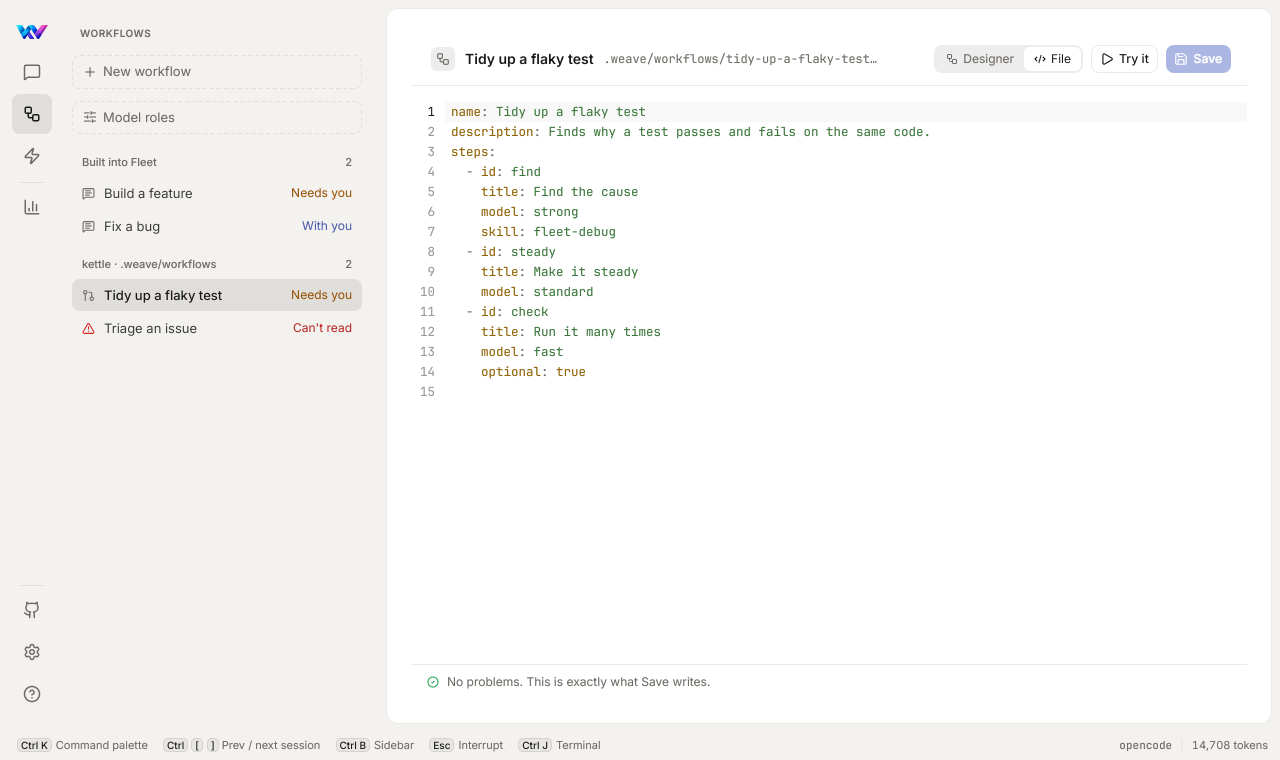 WORKFLOWS
New workflow
Model roles
Built into Fleet 2
Build a feature Needs you
Fix a bug With you
kettle · .weave/workflows 2
Tidy up a flaky test Needs you
Triage an issue Can't read
Tidy up a flaky test .weave/workflows/tidy-up-a-flaky-test… Designer File Try it Save
1 name: Tidy up a flaky test
2 description: Finds why a test passes and fails on the same code.
3 steps:
4 - id: find
5 title: Find the cause
6 model: strong
7 skill: fleet-debug
8 - id: steady
9 title: Make it steady
10 model: standard
11 - id: check
12 title: Run it many times
13 model: fast
14 optional: true
15
No problems. This is exactly what Save writes.
Ctrl K Command palette Ctrl [ ] Prev / next session Ctrl B Sidebar Esc Interrupt Ctrl J Terminal opencode 14,708 tokens